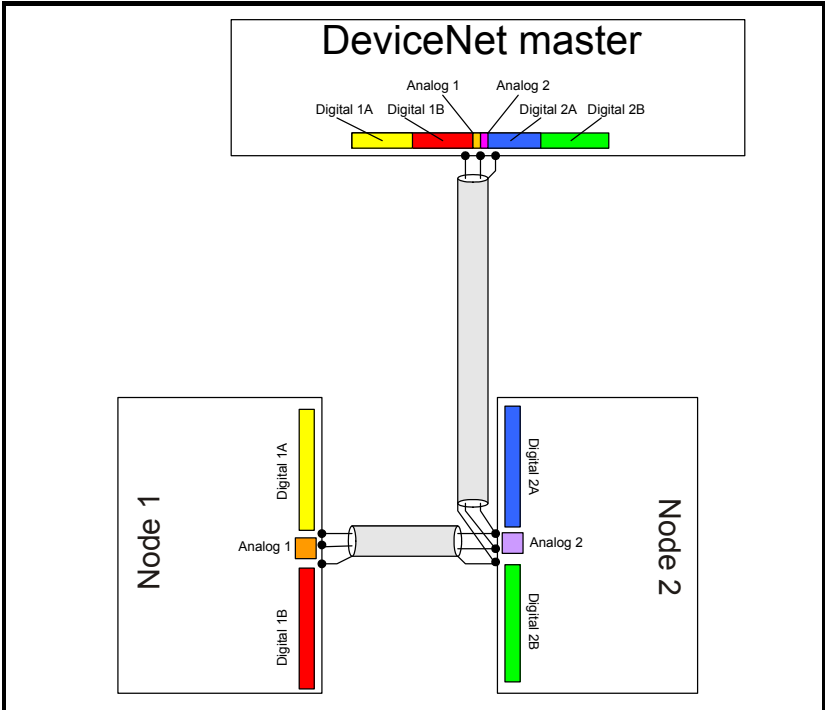 DeviceNet master
Analog 1
Analog 2
Digital 1A
Digital 1B
Digital 2A
Digital 2B
Node 1
Digital 1A
Analog 1
Digital 1B
Digital 2A
Analog 2
Digital 2B
Node 2